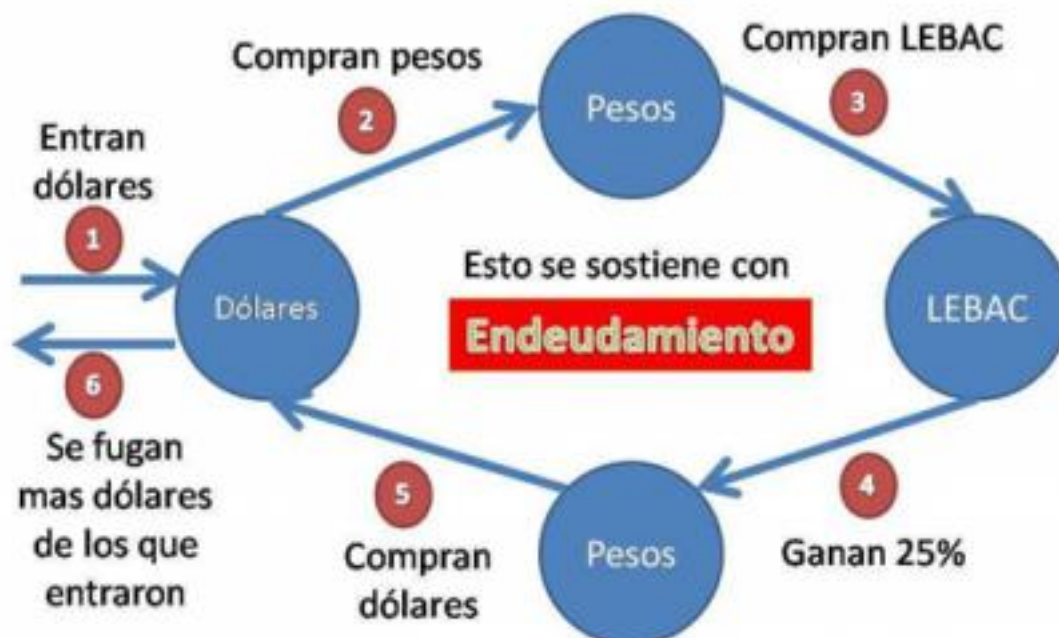 Entran
dólares
1
Compran pesos
2
Pesos
Compran LEBAC
3
Dólares
Esto se sostiene con
Endeudamiento
LEBAC
6
Se fugan
mas dólares
de los que
entraron
5
Compran
dólares
Pesos
4
Ganan 25%